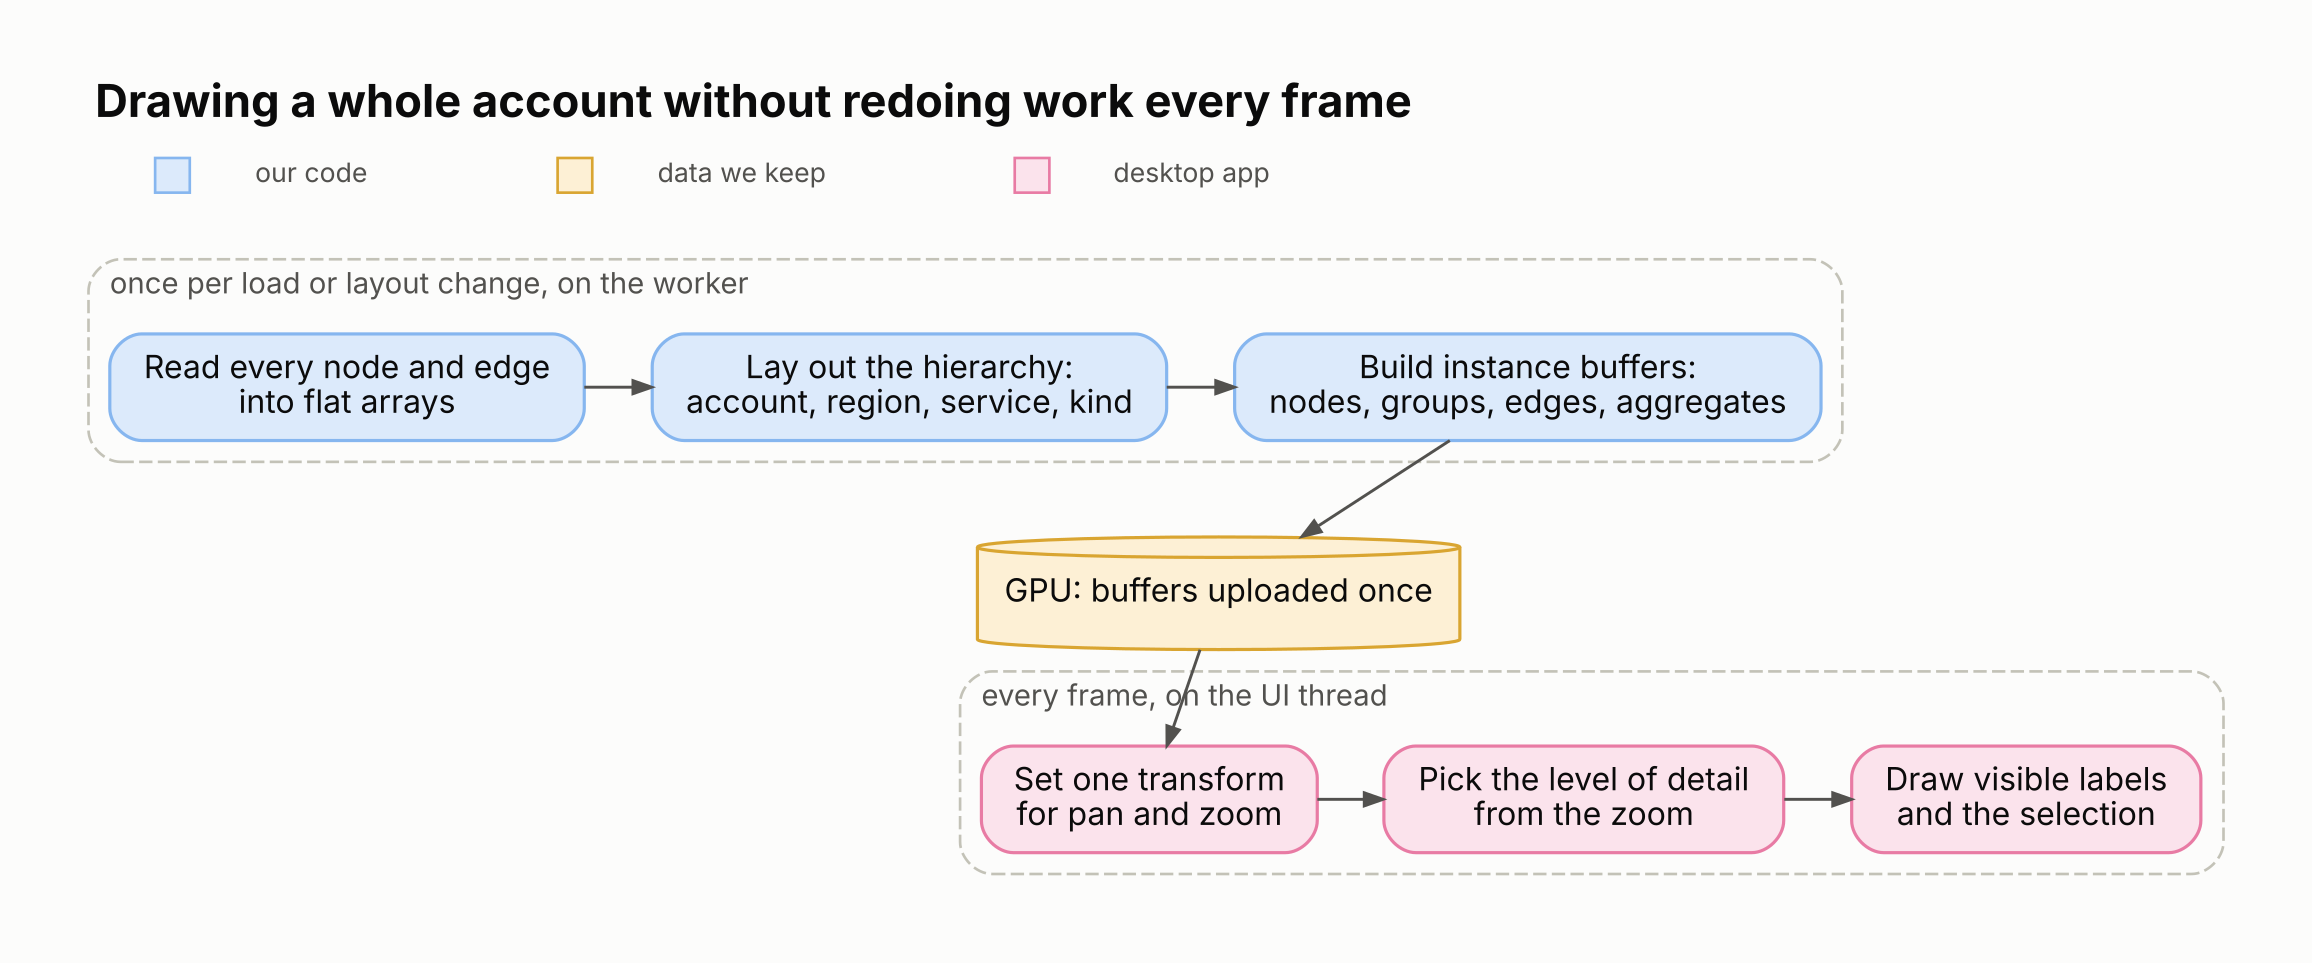 Drawing a whole account without redoing work every frame
our code
data we keep
desktop app
once per load or layout change, on the worker
Read every node and edge
into flat arrays
Lay out the hierarchy:
account, region, service, kind
Build instance buffers:
nodes, groups, edges, aggregates
GPU: buffers uploaded once
every frame, on the UI thread
Set one transform
for pan and zoom
Pick the level of detail
from the zoom
Draw visible labels
and the selection